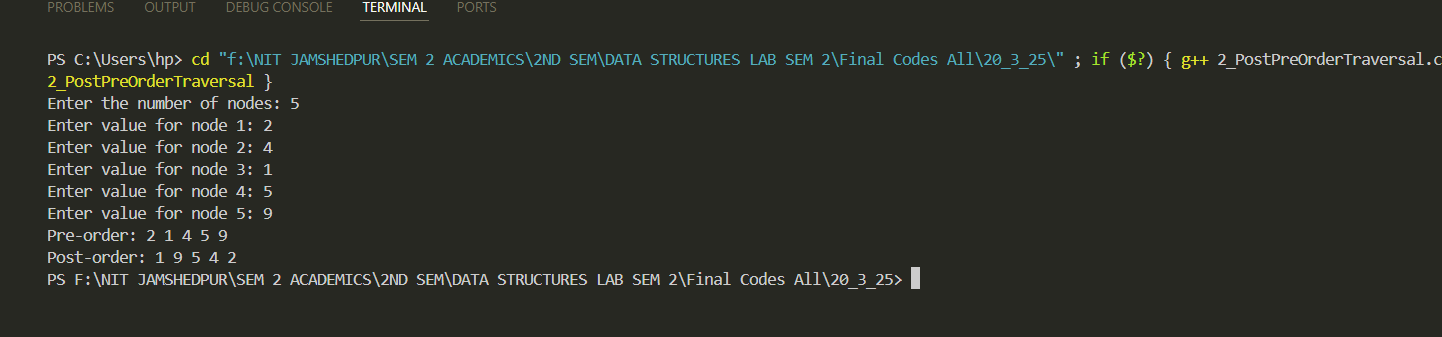 PROBLEMS OUTPUT DEBUG CONSOLE TERMINAL PORTS
PS C:\Users\hp> cd "f:\NIT JAMSHEDPUR\SEM 2 ACADEMICS\2ND SEM\DATA STRUCTURES LAB SEM 2\Final Codes All\20_3_25\" ; if ($?) { g++ 2_PostPreOrderTraversal.c
2_PostPreOrderTraversal }
Enter the number of nodes: 5
Enter value for node 1: 2
Enter value for node 2: 4
Enter value for node 3: 1
Enter value for node 4: 5
Enter value for node 5: 9
Pre-order: 2 1 4 5 9
Post-order: 1 9 5 4 2
PS F:\NIT JAMSHEDPUR\SEM 2 ACADEMICS\2ND SEM\DATA STRUCTURES LAB SEM 2\Final Codes All\20_3_25>